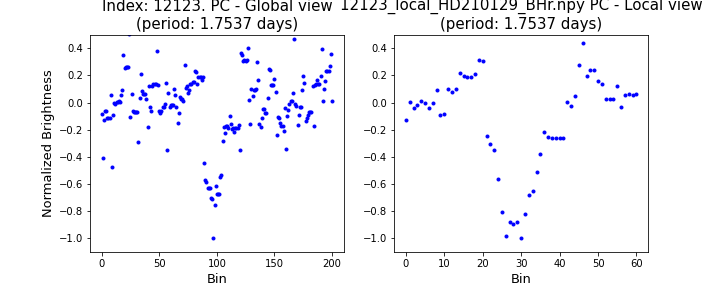 Index: 12123. PC - Global view
(period: 1.7537 days)
12123_local_HD210129_BHr.npy PC - Local view
(period: 1.7537 days)
Normalized Brightness
0.4
0.2
0.0
−0.2
−0.4
−0.6
−0.8
−1.0
0 50 100 150 200
Bin
0.4
0.2
0.0
−0.2
−0.4
−0.6
−0.8
−1.0
0 10 20 30 40 50 60
Bin